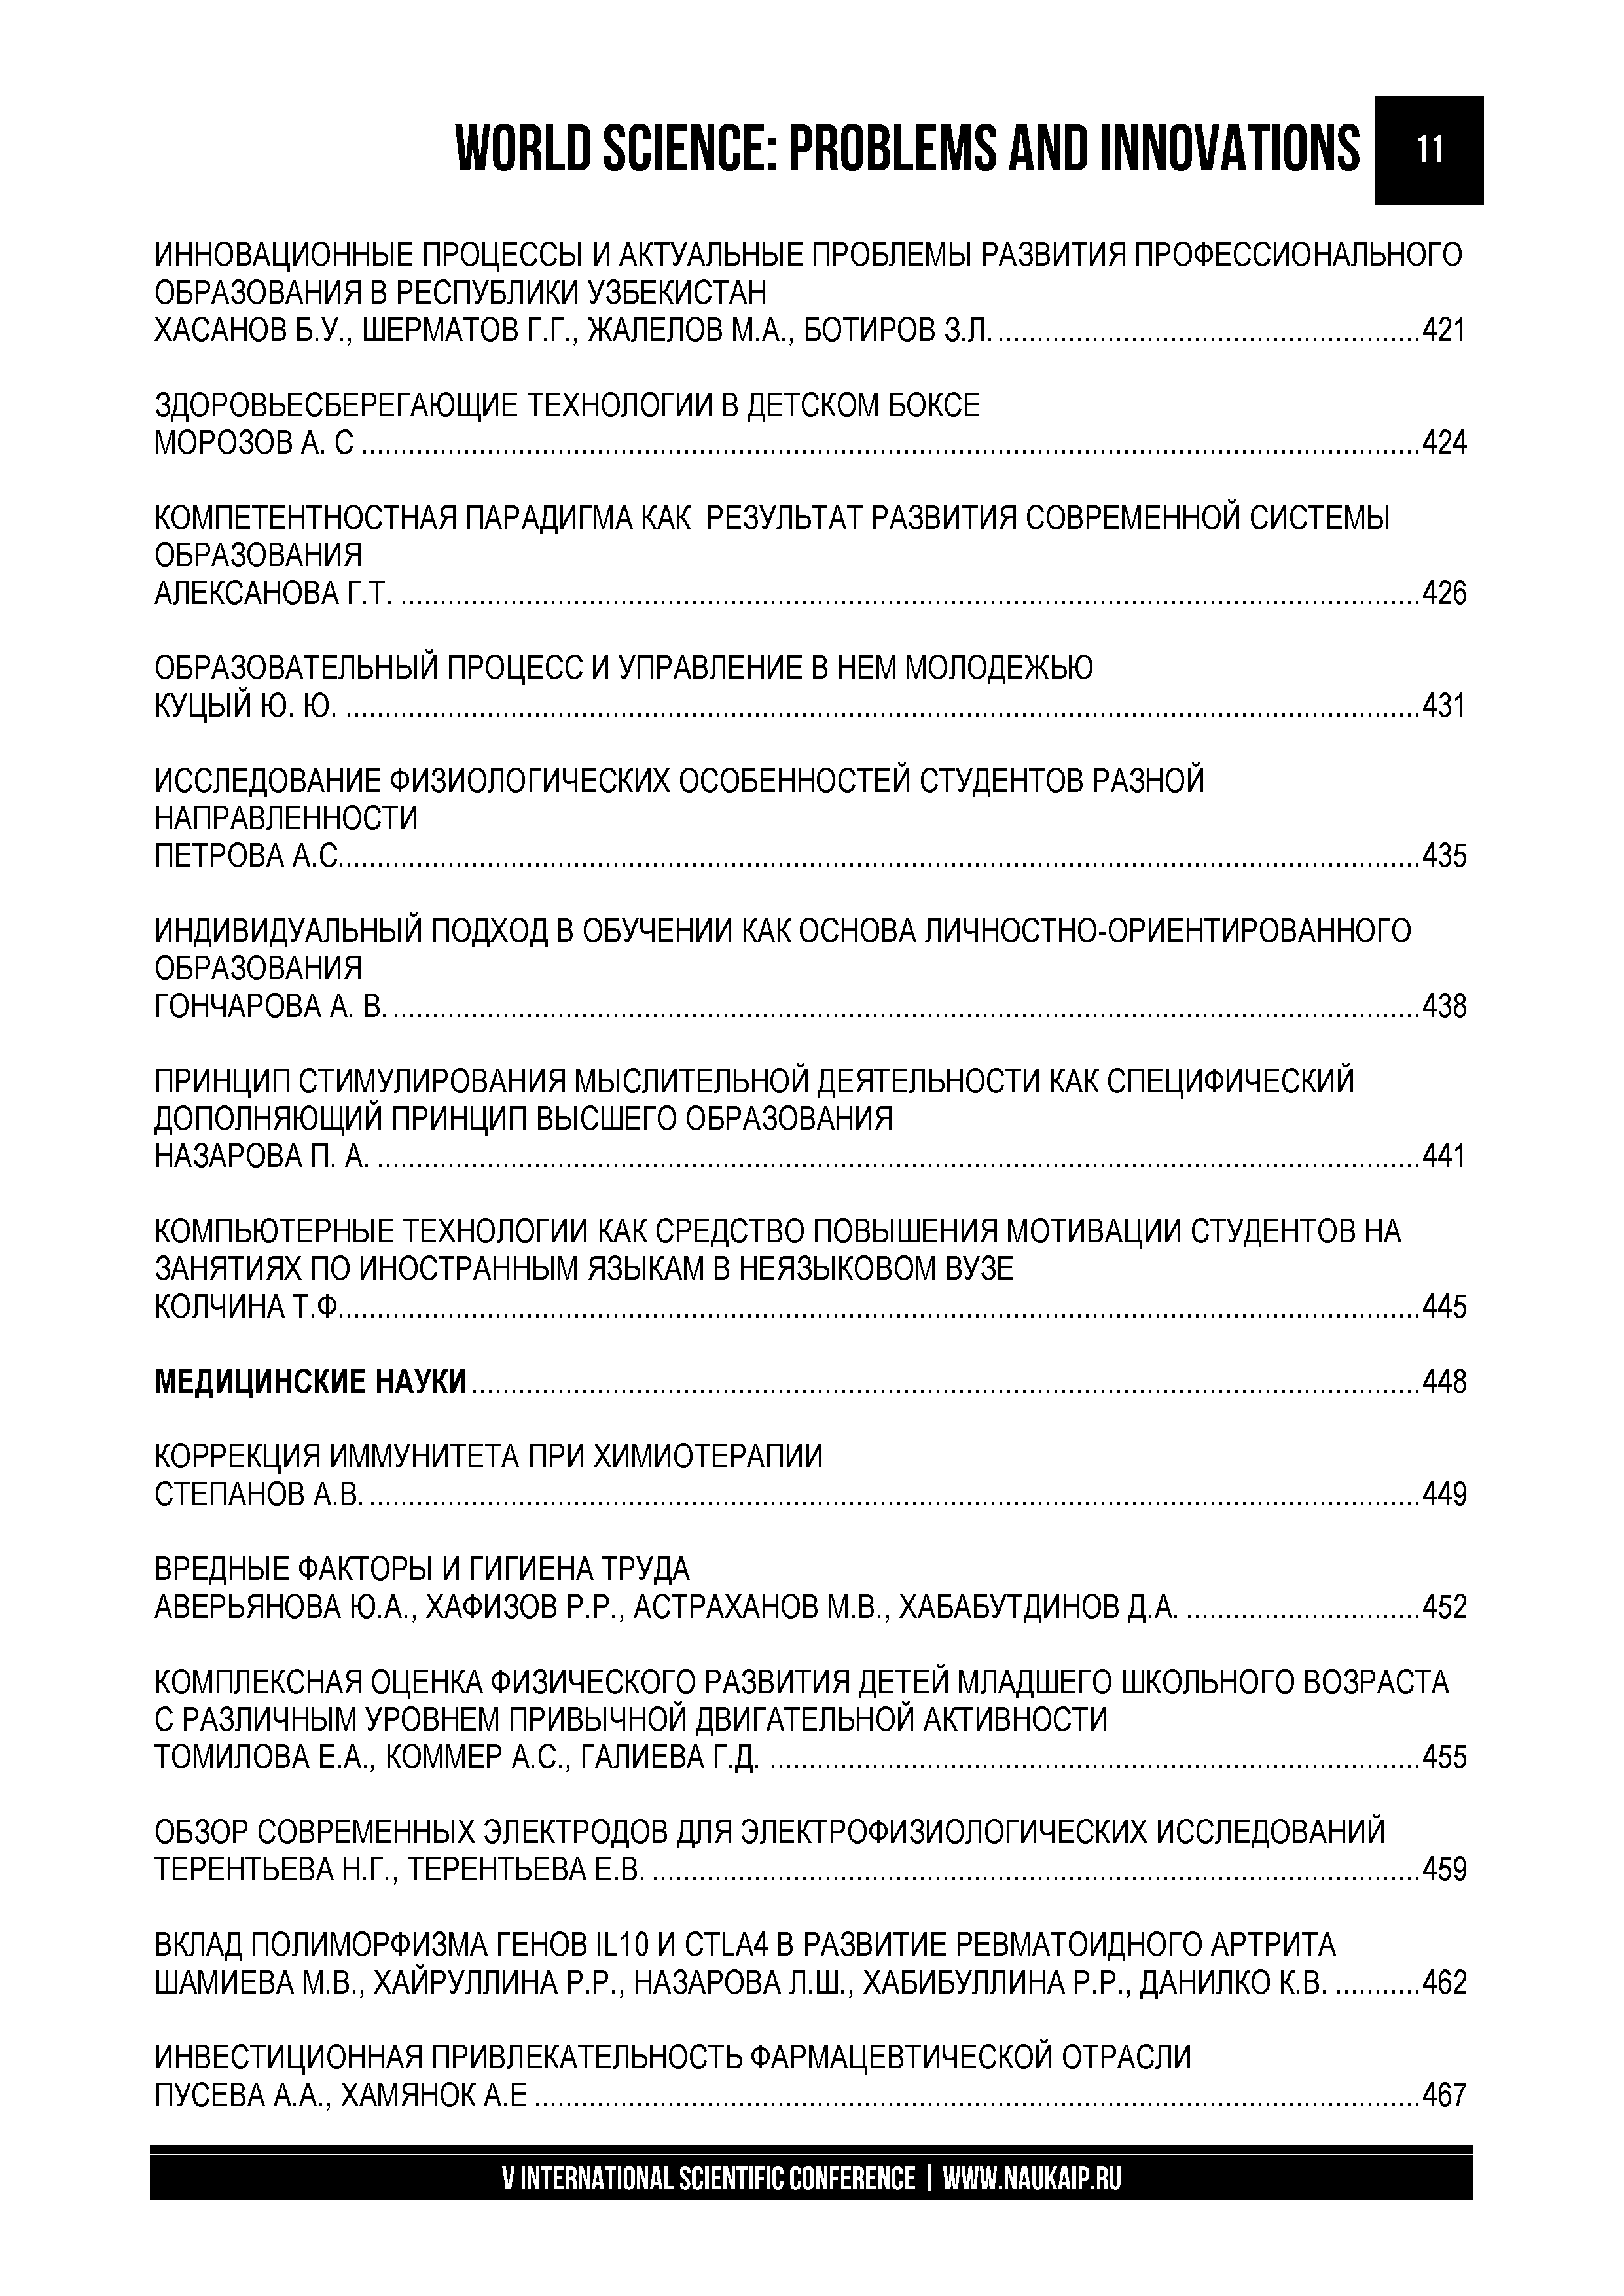 WORLD SCIENCE: PROBLEMS AND INNOVATIONS 11
ИННОВАЦИОННЫЕ ПРОЦЕССЫ И АКТУАЛЬНЫЕ ПРОБЛЕМЫ РАЗВИТИЯ ПРОФЕССИОНАЛЬНОГО
ОБРАЗОВАНИЯ В РЕСПУБЛИКИ УЗБЕКИСТАН
ХАСАНОВ Б.У., ШЕРМАТОВ Г.Г., ЖАЛЕЛОВ М.А., БОТИРОВ З.Л. ......................................................421
ЗДОРОВЬЕСБЕРЕГАЮЩИЕ ТЕХНОЛОГИИ В ДЕТСКОМ БОКСЕ
МОРОЗОВ А. С ......................................................................................................................................424
КОМПЕТЕНТНОСТНАЯ ПАРАДИГМА КАК  РЕЗУЛЬТАТ РАЗВИТИЯ СОВРЕМЕННОЙ СИСТЕМЫ
ОБРАЗОВАНИЯ
АЛЕКСАНОВА Г.Т. .................................................................................................................................426
ОБРАЗОВАТЕЛЬНЫЙ ПРОЦЕСС И УПРАВЛЕНИЕ В НЕМ МОЛОДЕЖЬЮ
КУЦЫЙ Ю. Ю. ........................................................................................................................................431
ИССЛЕДОВАНИЕ ФИЗИОЛОГИЧЕСКИХ ОСОБЕННОСТЕЙ СТУДЕНТОВ РАЗНОЙ
НАПРАВЛЕННОСТИ
ПЕТРОВА А.С.........................................................................................................................................435
ИНДИВИДУАЛЬНЫЙ ПОДХОД В ОБУЧЕНИИ КАК ОСНОВА ЛИЧНОСТНО-ОРИЕНТИРОВАННОГО
ОБРАЗОВАНИЯ
ГОНЧАРОВА А. В. ..................................................................................................................................438
ПРИНЦИП СТИМУЛИРОВАНИЯ МЫСЛИТЕЛЬНОЙ ДЕЯТЕЛЬНОСТИ КАК СПЕЦИФИЧЕСКИЙ
ДОПОЛНЯЮЩИЙ ПРИНЦИП ВЫСШЕГО ОБРАЗОВАНИЯ
НАЗАРОВА П. А. ....................................................................................................................................441
КОМПЬЮТЕРНЫЕ ТЕХНОЛОГИИ КАК СРЕДСТВО ПОВЫШЕНИЯ МОТИВАЦИИ СТУДЕНТОВ НА
ЗАНЯТИЯХ ПО ИНОСТРАННЫМ ЯЗЫКАМ В НЕЯЗЫКОВОМ ВУЗЕ
КОЛЧИНА Т.Ф.........................................................................................................................................445
МЕДИЦИНСКИЕ НАУКИ ........................................................................................................................448
КОРРЕКЦИЯ ИММУНИТЕТА ПРИ ХИМИОТЕРАПИИ
СТЕПАНОВ А.В. .....................................................................................................................................449
ВРЕДНЫЕ ФАКТОРЫ И ГИГИЕНА ТРУДА
АВЕРЬЯНОВА Ю.А., ХАФИЗОВ Р.Р., АСТРАХАНОВ М.В., ХАБАБУТДИНОВ Д.А. ..............................452
КОМПЛЕКСНАЯ ОЦЕНКА ФИЗИЧЕСКОГО РАЗВИТИЯ ДЕТЕЙ МЛАДШЕГО ШКОЛЬНОГО ВОЗРАСТА
С РАЗЛИЧНЫМ УРОВНЕМ ПРИВЫЧНОЙ ДВИГАТЕЛЬНОЙ АКТИВНОСТИ
ТОМИЛОВА Е.А., КОММЕР А.С., ГАЛИЕВА Г.Д. ..................................................................................455
ОБЗОР СОВРЕМЕННЫХ ЭЛЕКТРОДОВ ДЛЯ ЭЛЕКТРОФИЗИОЛОГИЧЕСКИХ ИССЛЕДОВАНИЙ
ТЕРЕНТЬЕВА Н.Г., ТЕРЕНТЬЕВА Е.В. .................................................................................................459
ВКЛАД ПОЛИМОРФИЗМА ГЕНОВ IL10 И CTLA4 В РАЗВИТИЕ РЕВМАТОИДНОГО АРТРИТА
ШАМИЕВА М.В., ХАЙРУЛЛИНА Р.Р., НАЗАРОВА Л.Ш., ХАБИБУЛЛИНА Р.Р., ДАНИЛКО К.В. ...........462
ИНВЕСТИЦИОННАЯ ПРИВЛЕКАТЕЛЬНОСТЬ ФАРМАЦЕВТИЧЕСКОЙ ОТРАСЛИ
ПУСЕВА А.А., ХАМЯНОК А.Е ................................................................................................................467
V INTERNATIONAL SCIENTIFIC CONFERENCE | WWW.NAUKAIP.RU